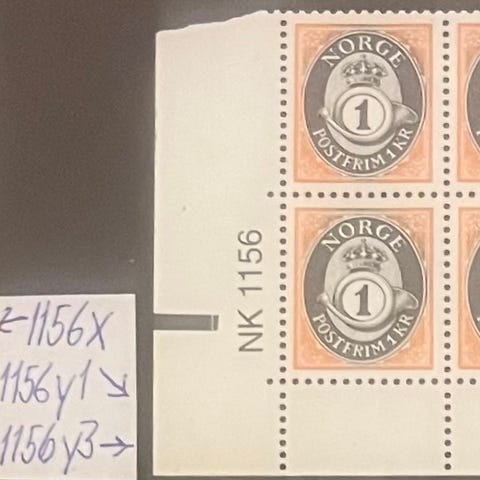 NORGE
1
POSTFRIM 1 KR
NORGE
1
POSTFRIM 1 KR
NK 1156
←1156x
1156y1↘
1156y3→